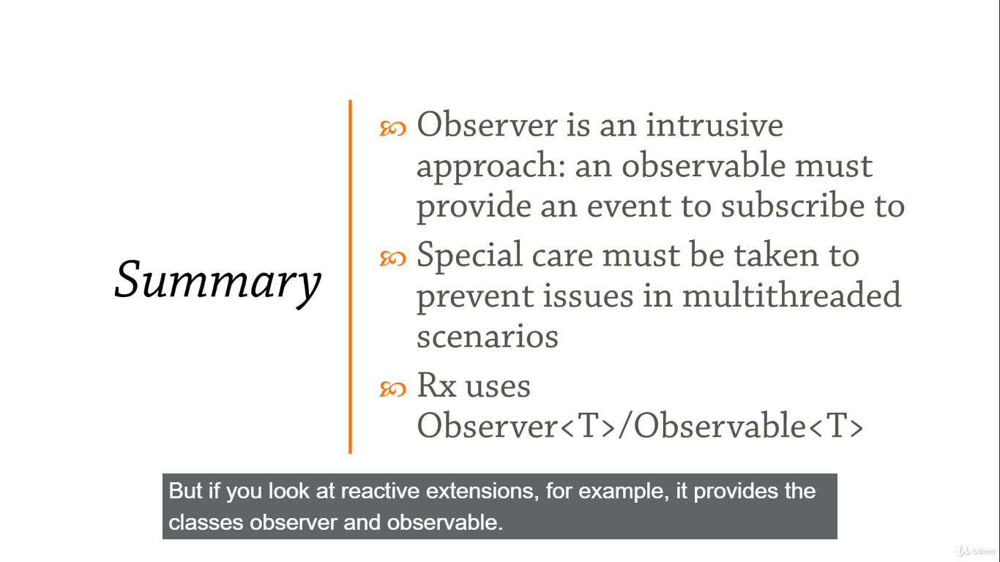 Summary
Observer is an intrusive
approach: an observable must
provide an event to subscribe to
Special care must be taken to
prevent issues in multithreaded
scenarios
Rx uses
Observer<T>/Observable<T>
But if you look at reactive extensions, for example, it provides the
classes observer and observable.
Udemy